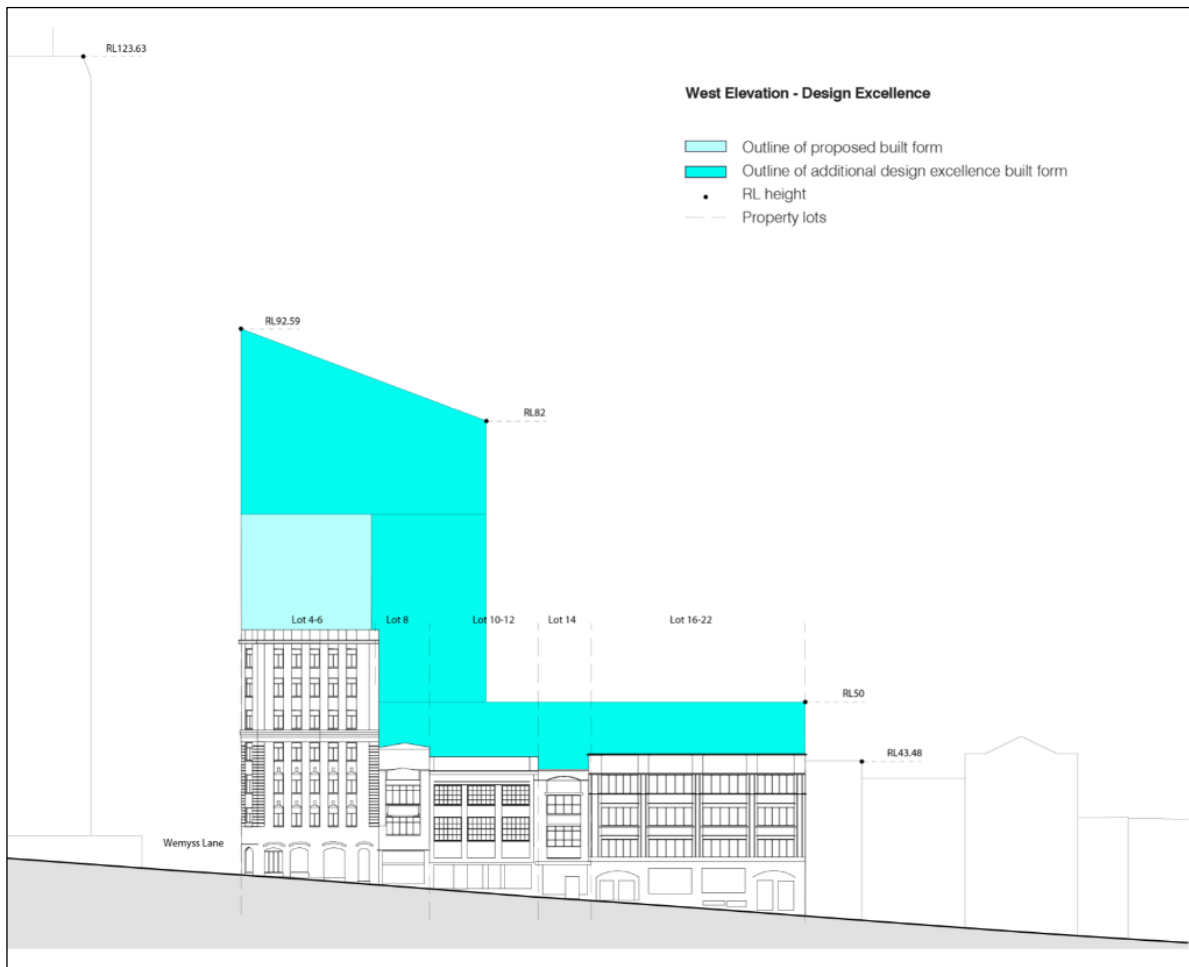 RL123.63
West Elevation - Design Excellence
Outline of proposed built form
Outline of additional design excellence built form
RL height
Property lots
RL92.59
RL82
Lot 4-6
Lot 8
Lot 10-12
Lot 14
Lot 16-22
RL50
RL43.48
Wemyss Lane